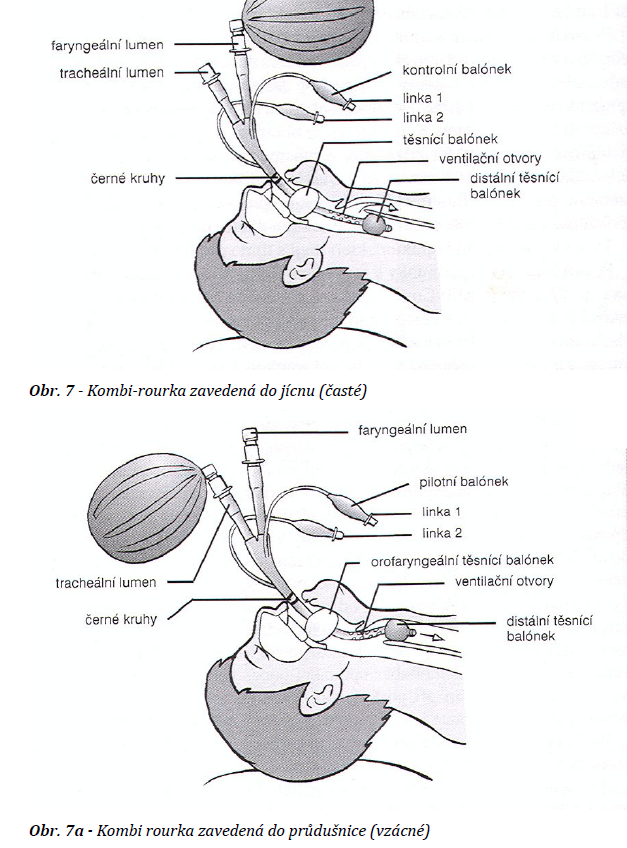 faryngeální lumen
tracheální lumen
kontrolní balónek
linka 1
linka 2
těsnící balónek
ventilační otvory
černé kruhy
distální těsnící
balónek
Obr. 7 - Kombi-rourka zavedená do jícnu (časté)
faryngeální lumen
pilotní balónek
linka 1
linka 2
orofaryngeální těsnící balónek
tracheální lumen
ventilační otvory
černé kruhy
distální těsnící
balónek
Obr. 7a - Kombi rourka zavedená do průdušnice (vzácné)